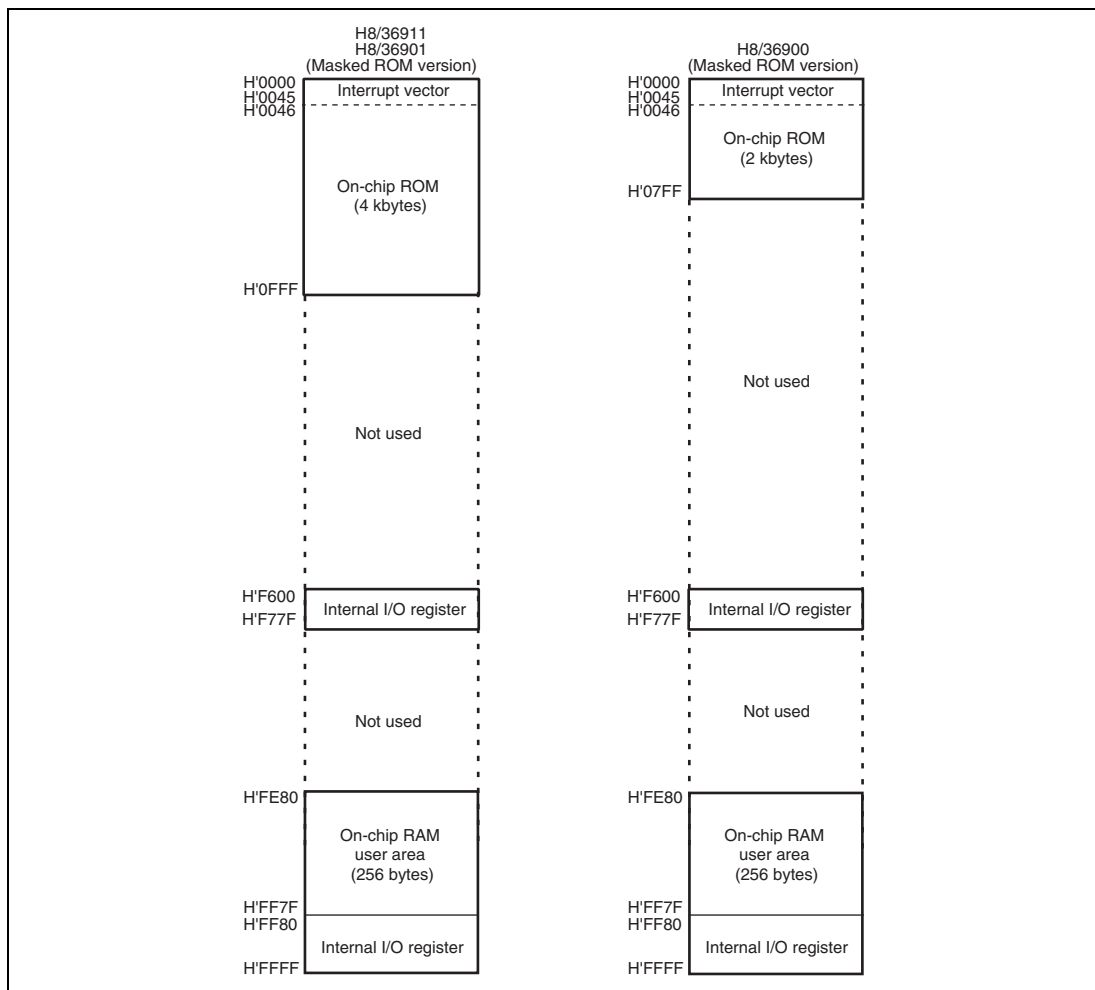 H8/36911
H8/36901
(Masked ROM version)
H'0000
Interrupt vector
H'0045
H'0046
On-chip ROM
(4 kbytes)
H'0FFF
Not used
H'F600
Internal I/O register
H'F77F
Not used
H'FE80
On-chip RAM
user area
(256 bytes)
H'FF7F
H'FF80
Internal I/O register
H'FFFF
H8/36900
(Masked ROM version)
H'0000
Interrupt vector
H'0045
H'0046
On-chip ROM
(2 kbytes)
H'07FF
Not used
H'F600
Internal I/O register
H'F77F
Not used
H'FE80
On-chip RAM
user area
(256 bytes)
H'FF7F
H'FF80
Internal I/O register
H'FFFF